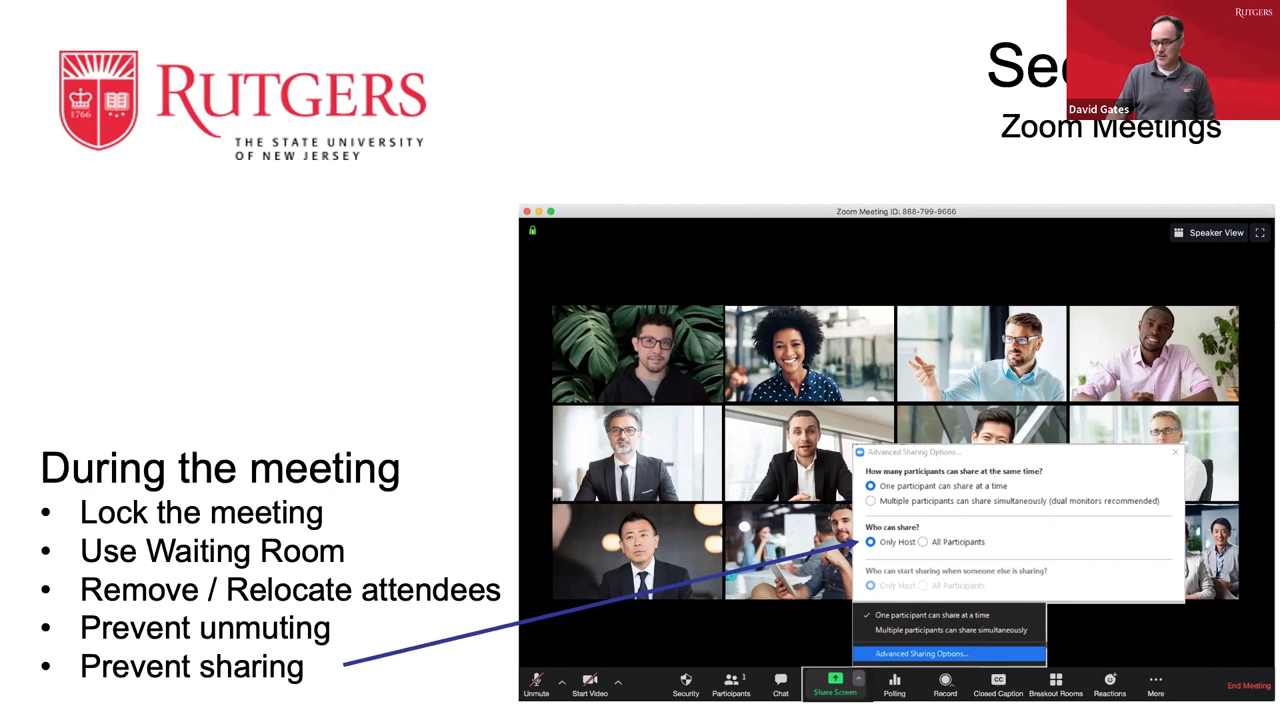 RUTGERS
1766
RUTGERS
THE STATE UNIVERSITY
OF NEW JERSEY
David Gates
Zoom Meetings
Zoom Meeting ID: 888-799-9666
Speaker View
During the meeting
• Lock the meeting
• Use Waiting Room
• Remove / Relocate attendees
• Prevent unmuting
• Prevent sharing
Advanced Sharing Options...
How many participants can share at the same time?
One participant can share at a time
Multiple participants can share simultaneously (dual monitors recommended)
Who can share?
Only Host All Participants
Who can start sharing when someone else is sharing?
Only Host All Participants
One participant can share at a time
Multiple participants can share simultaneously
Advanced Sharing Options...
Unmute Start Video Security Participants 1 Chat Share Screen Polling Record CC Closed Caption Breakout Rooms Reactions More End Meeting